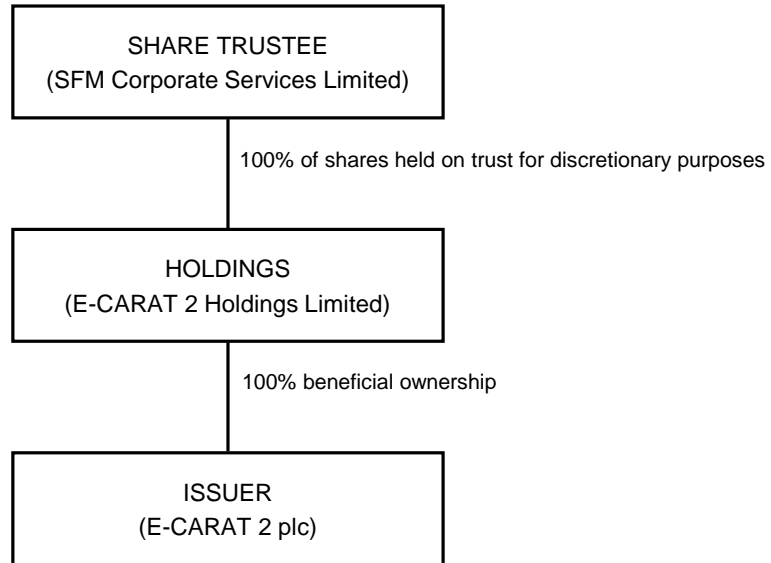 SHARE TRUSTEE
(SFM Corporate Services Limited)
100% of shares held on trust for discretionary purposes
HOLDINGS
(E-CARAT 2 Holdings Limited)
100% beneficial ownership
ISSUER
(E-CARAT 2 plc)